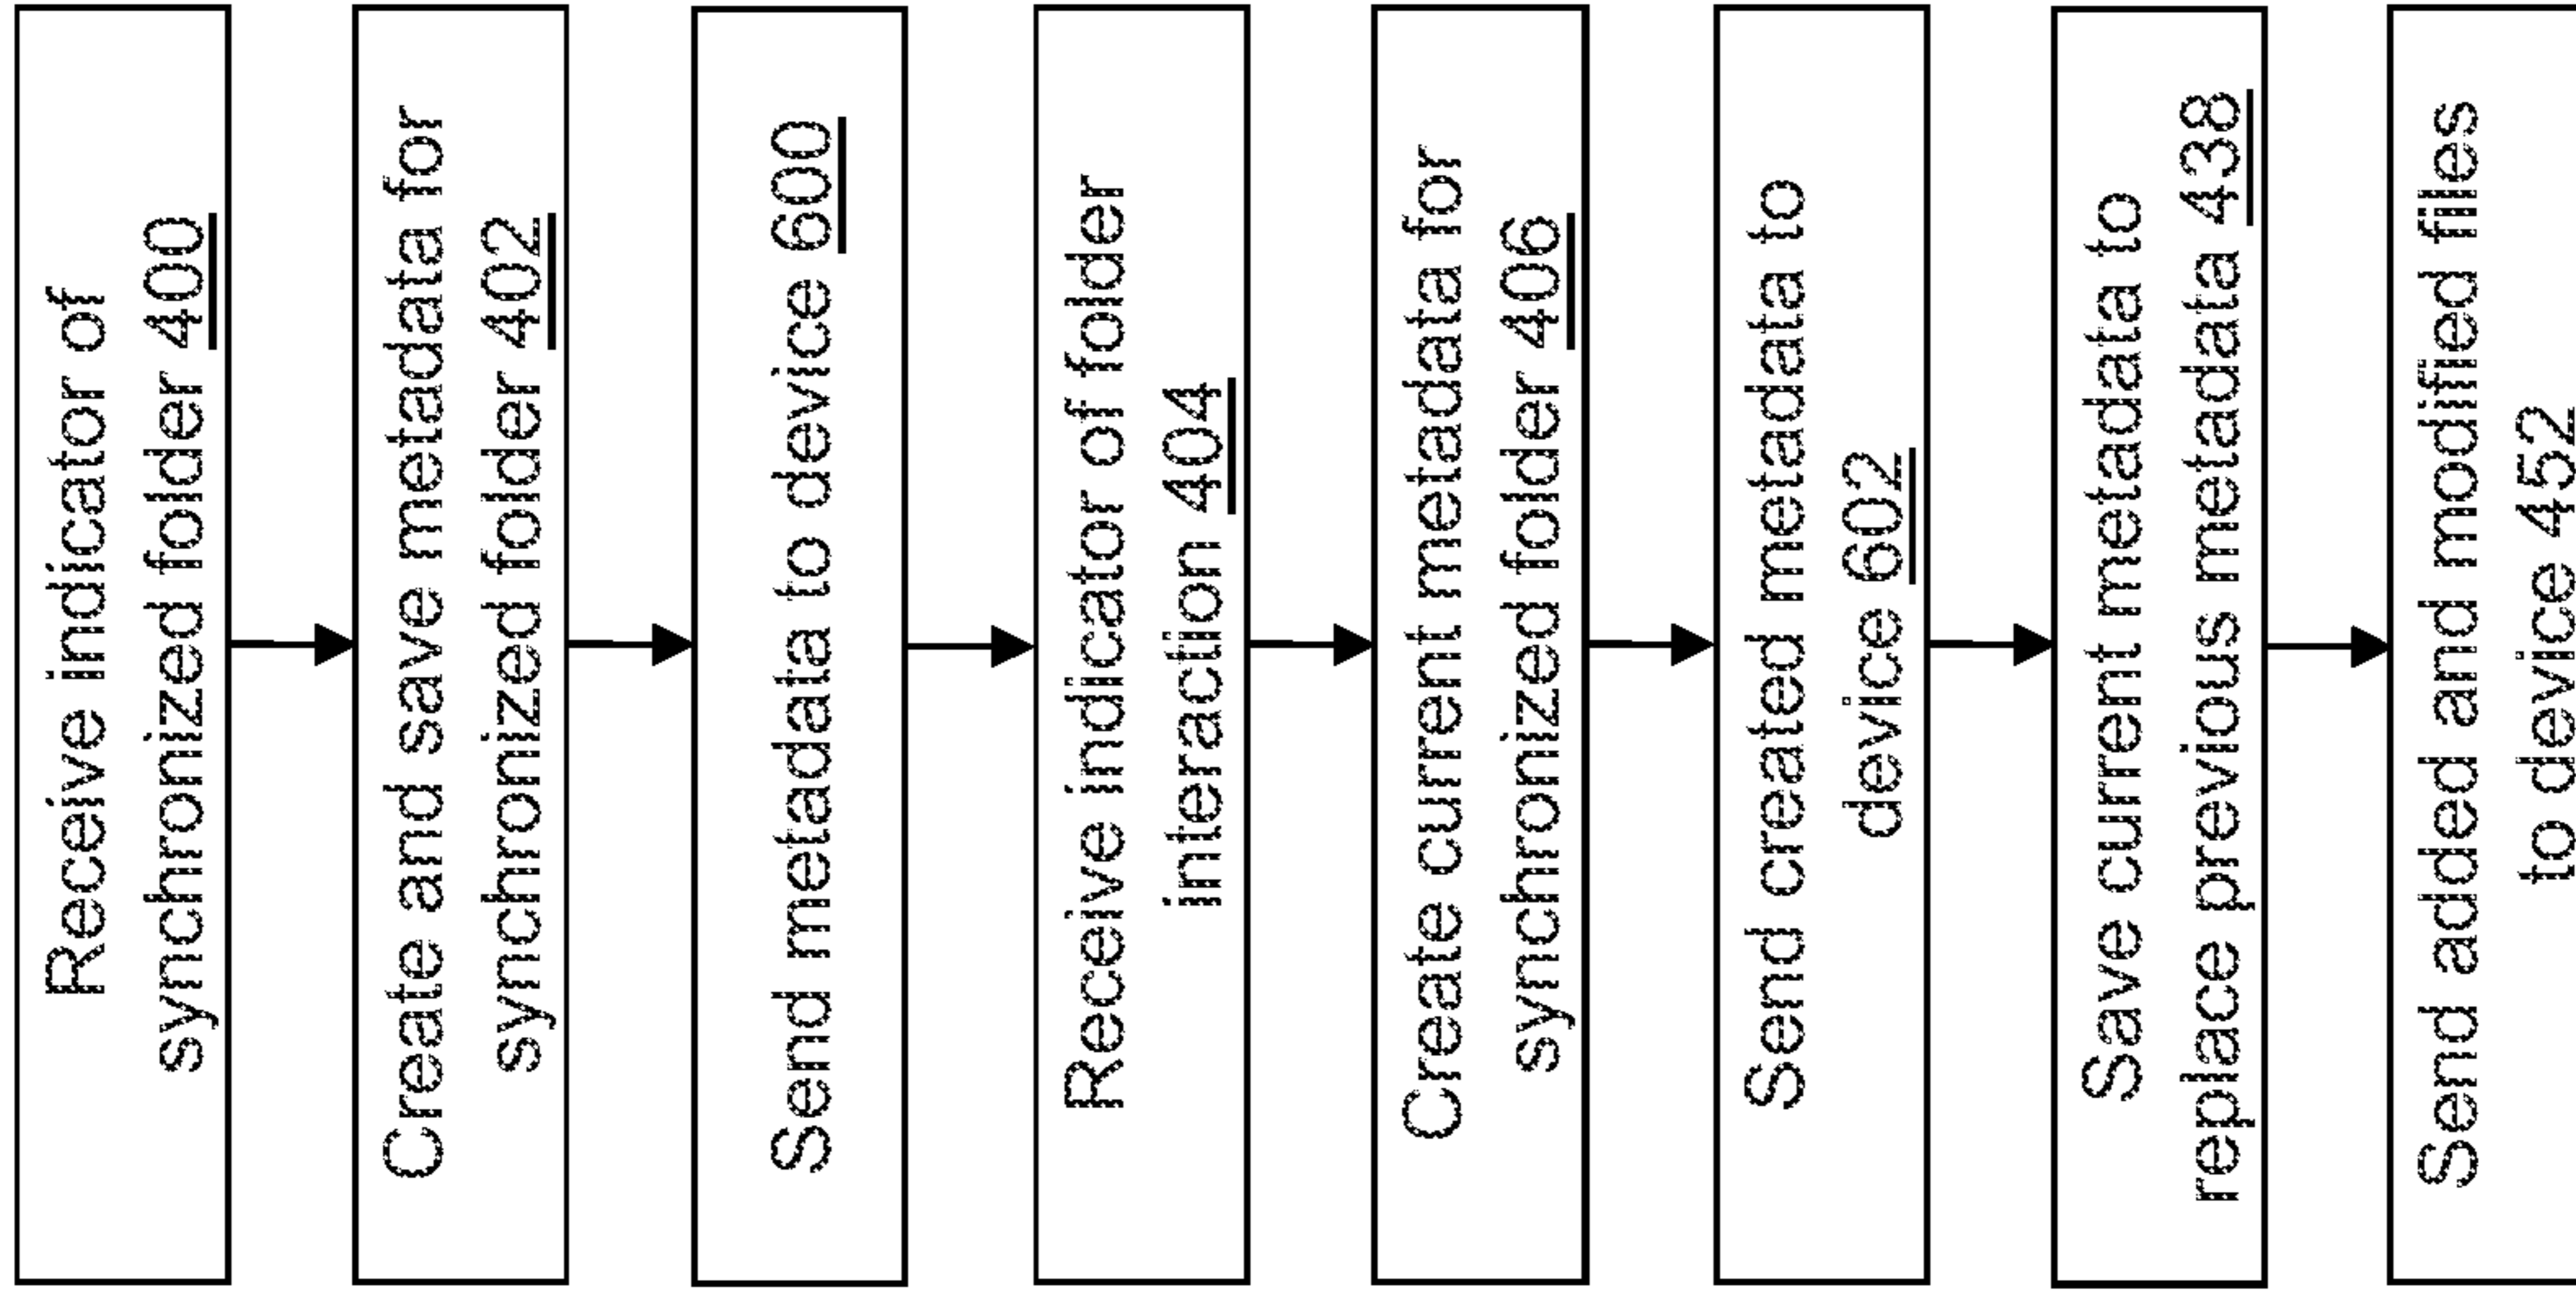 Receive indicator of
synchronized folder 400
Create and save metadata for
synchronized folder 402
Send metadata to device 600
Receive indicator of folder
interaction 404
Create current metadata for
synchronized folder 406
Send created metadata to
device 602
Save current metadata to
replace previous metadata 438
Send added and modified files
to device 452